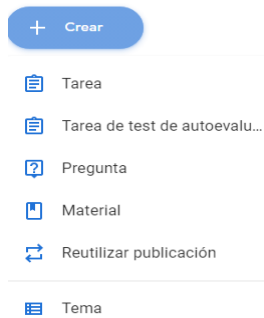 Crear
Tarea
Tarea de test de autoevalu...
Pregunta
Material
Reutilizar publicación
Tema